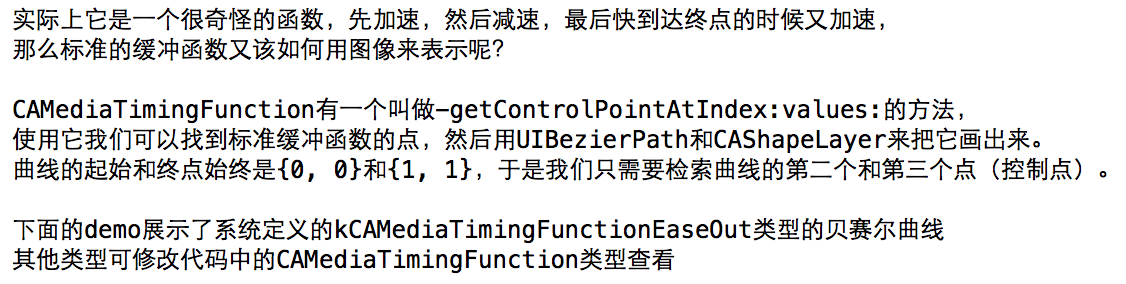 实际上它是一个很奇怪的函数，先加速，然后减速，最后快到达终点的时候又加速，
那么标准的缓冲函数又该如何用图像来表示呢？
CAMediaTimingFunction有一个叫做-getControlPointAtIndex:values:的方法，
使用它我们可以找到标准缓冲函数的点，然后用UIBezierPath和CAShapeLayer来把它画出来。
曲线的起始和终点始终是{0, 0}和{1, 1}，于是我们只需要检索曲线的第二个和第三个点（控制点）。
下面的demo展示了系统定义的kCAMediaTimingFunctionEaseOut类型的贝赛尔曲线
其他类型可修改代码中的CAMediaTimingFunction类型查看